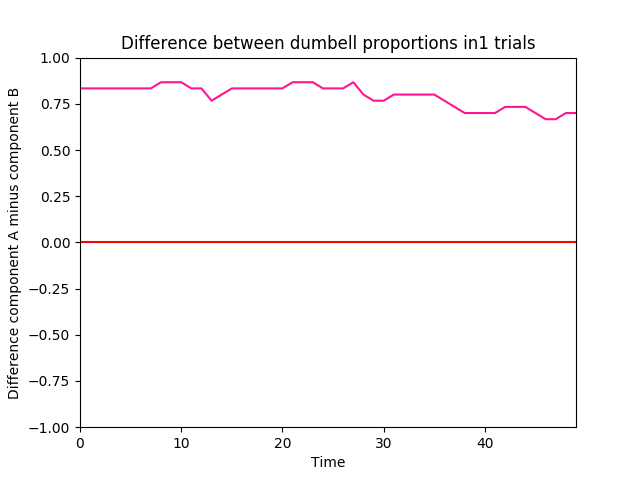 Difference between dumbell proportions in1 trials
Difference component A minus component B
1.00
0.75
0.50
0.25
0.00
−0.25
−0.50
−0.75
−1.00
0 10 20 30 40
Time